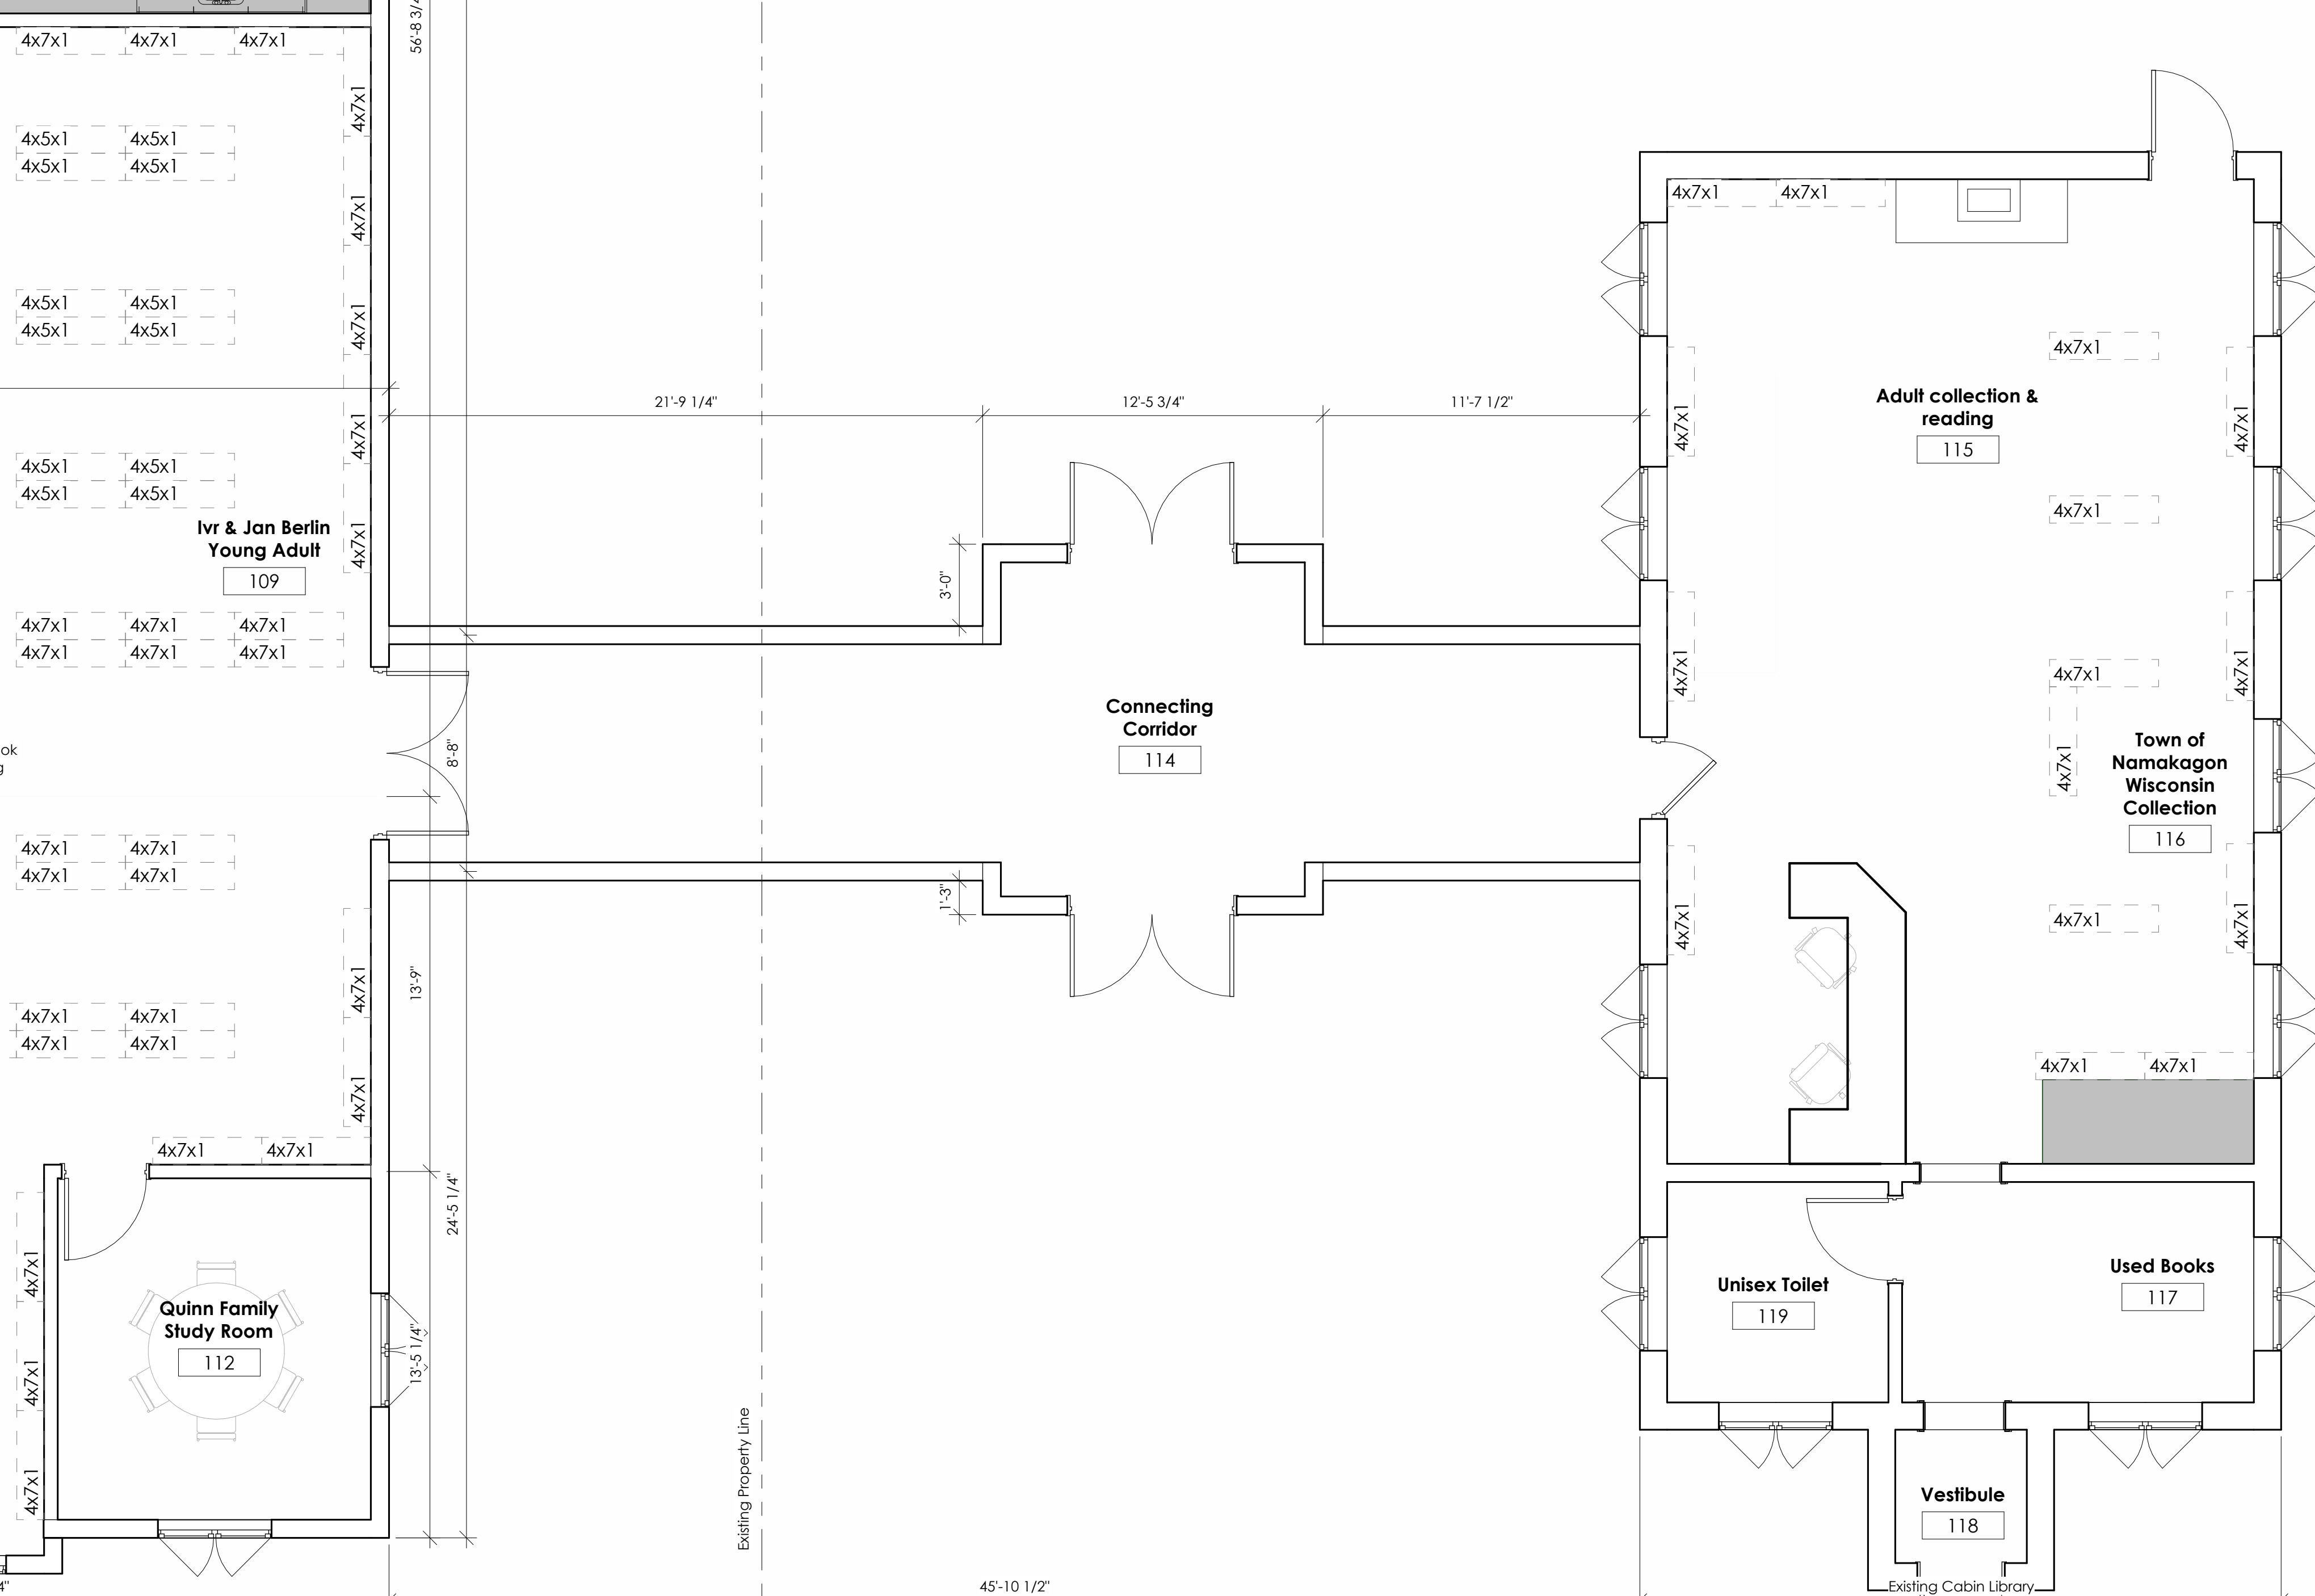 4x7x1 4x7x1 4x7x1
56'-8 3/4
4x7x1
4x5x1 4x5x1
4x5x1 4x5x1
4x7x1 4x7x1
4x7x1
4x5x1 4x5x1
4x5x1 4x5x1
4x7x1
4x7x1
21'-9 1/4"
12'-5 3/4"
11'-7 1/2"
Adult collection &
reading
115
4x7x1
4x7x1
4x7x1
4x5x1 4x5x1
4x5x1 4x5x1
4x7x1
4x7x1
Ivr & Jan Berlin
Young Adult
109
3'-0"
4x7x1 4x7x1 4x7x1
4x7x1 4x7x1 4x7x1
4x7x1
4x7x1
4x7x1
Connecting
Corridor
114
ok
g
8'-8"
4x7x1
Town of
Namakagon
Wisconsin
Collection
116
4x7x1 4x7x1
4x7x1 4x7x1
1'-3"
4x7x1
4x7x1
4x7x1
4x7x1
13'-9"
4x7x1 4x7x1
4x7x1 4x7x1
4x7x1
4x7x1 4x7x1
4x7x1 4x7x1
24'-5 1/4"
4x7x1
Quinn Family
Study Room
112
13'-5 1/4"
4x7x1
4x7x1
Unisex Toilet
119
Used Books
117
Existing Property Line
Vestibule
118
4"
45'-10 1/2"
Existing Cabin Library